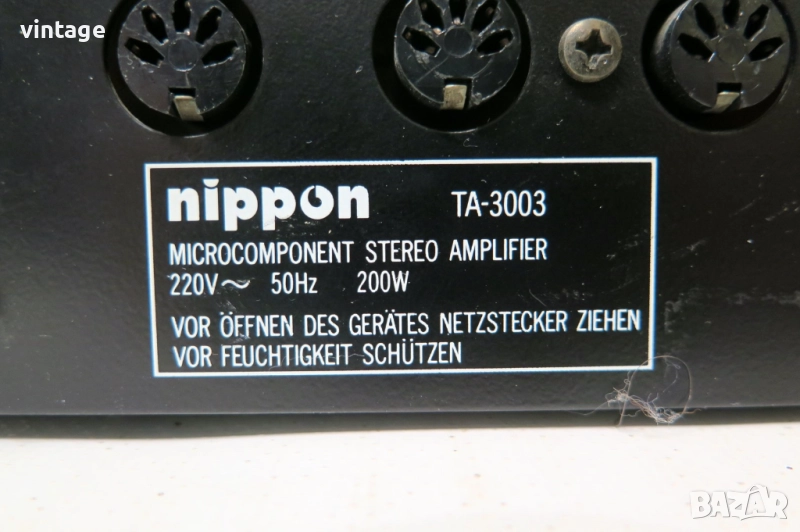 vintage
nippon TA-3003
MICROCOMPONENT STEREO AMPLIFIER
220V~ 50Hz 200W
VOR ÖFFNEN DES GERÄTES NETZSTECKER ZIEHEN
VOR FEUCHTIGKEIT SCHÜTZEN
BAZAR